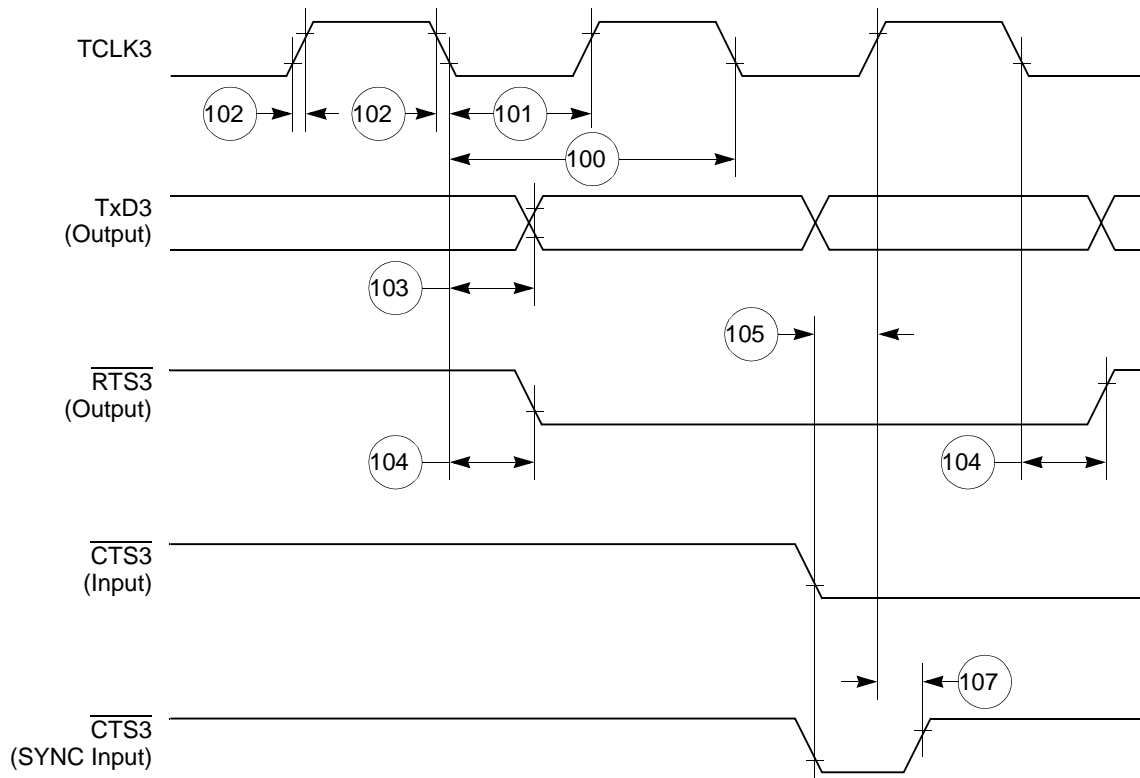 TCLK3
102
102
101
100
TxD3
(Output)
103
105
RTS3
(Output)
104
104
CTS3
(Input)
107
CTS3
(SYNC Input)